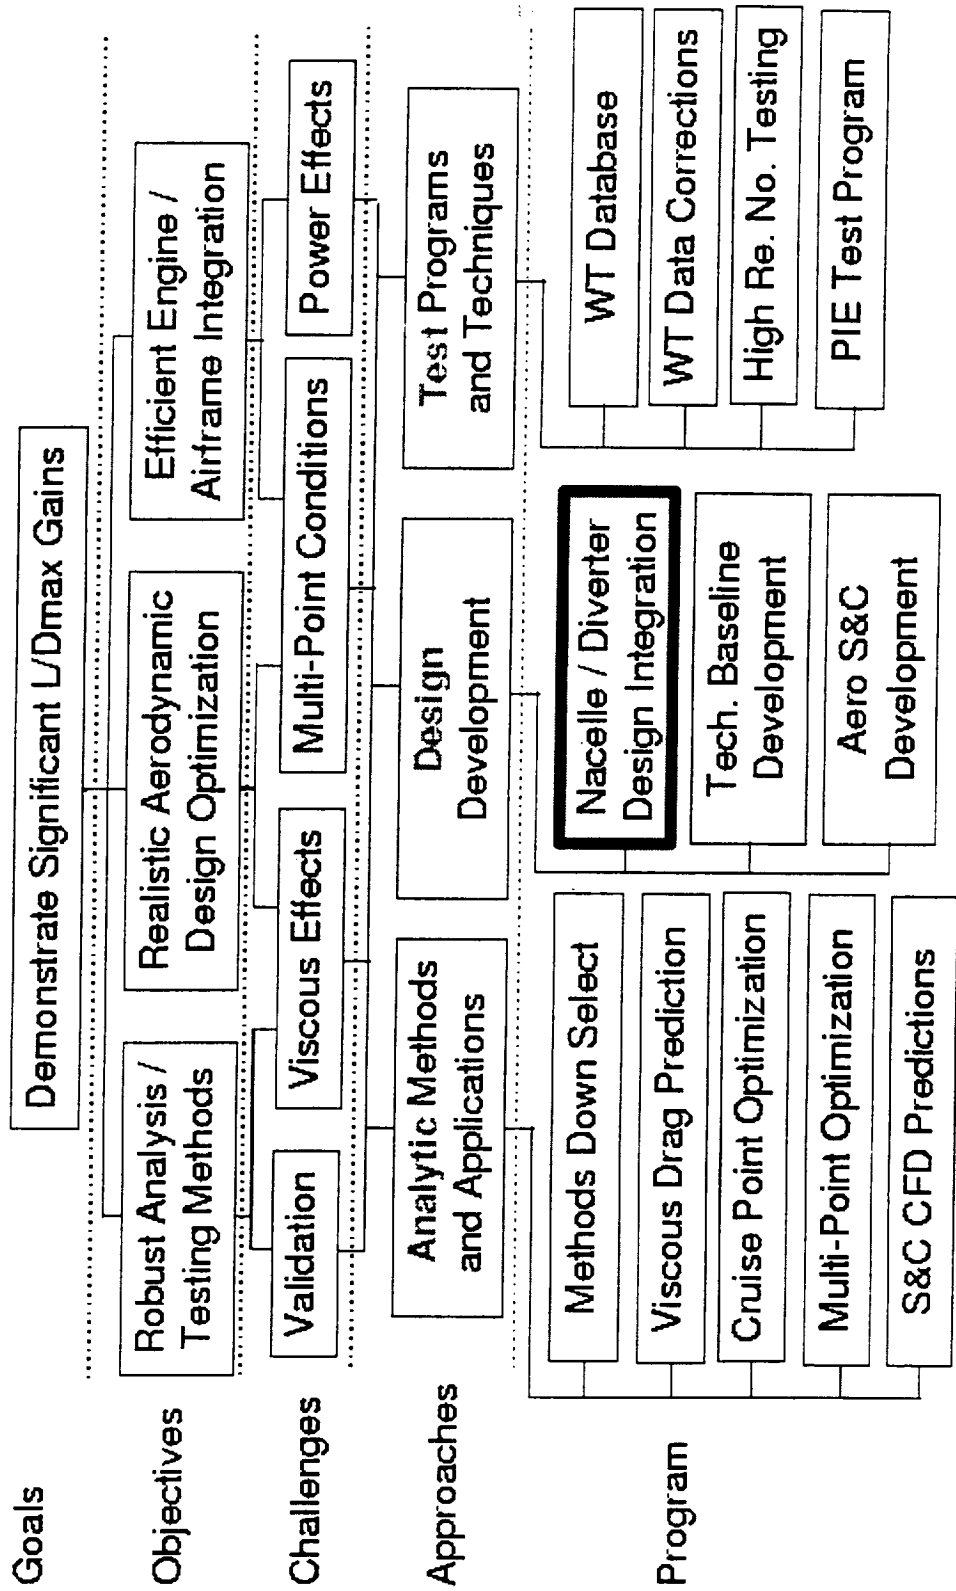 Goals
Demonstrate Significant L/Dmax Gains
Objectives
Robust Analysis /
Testing Methods
Realistic Aerodynamic
Design Optimization
Efficient Engine /
Airframe Integration
Challenges
Validation
Viscous Effects
Multi-Point Conditions
Power Effects
Approaches
Analytic Methods
and Applications
Design
Development
Test Programs
and Techniques
Program
Methods Down Select
Viscous Drag Prediction
Cruise Point Optimization
Multi-Point Optimization
S&C CFD Predictions
Nacelle / Diverter
Design Integration
Tech. Baseline
Development
Aero S&C
Development
WT Database
WT Data Corrections
High Re. No. Testing
PIE Test Program